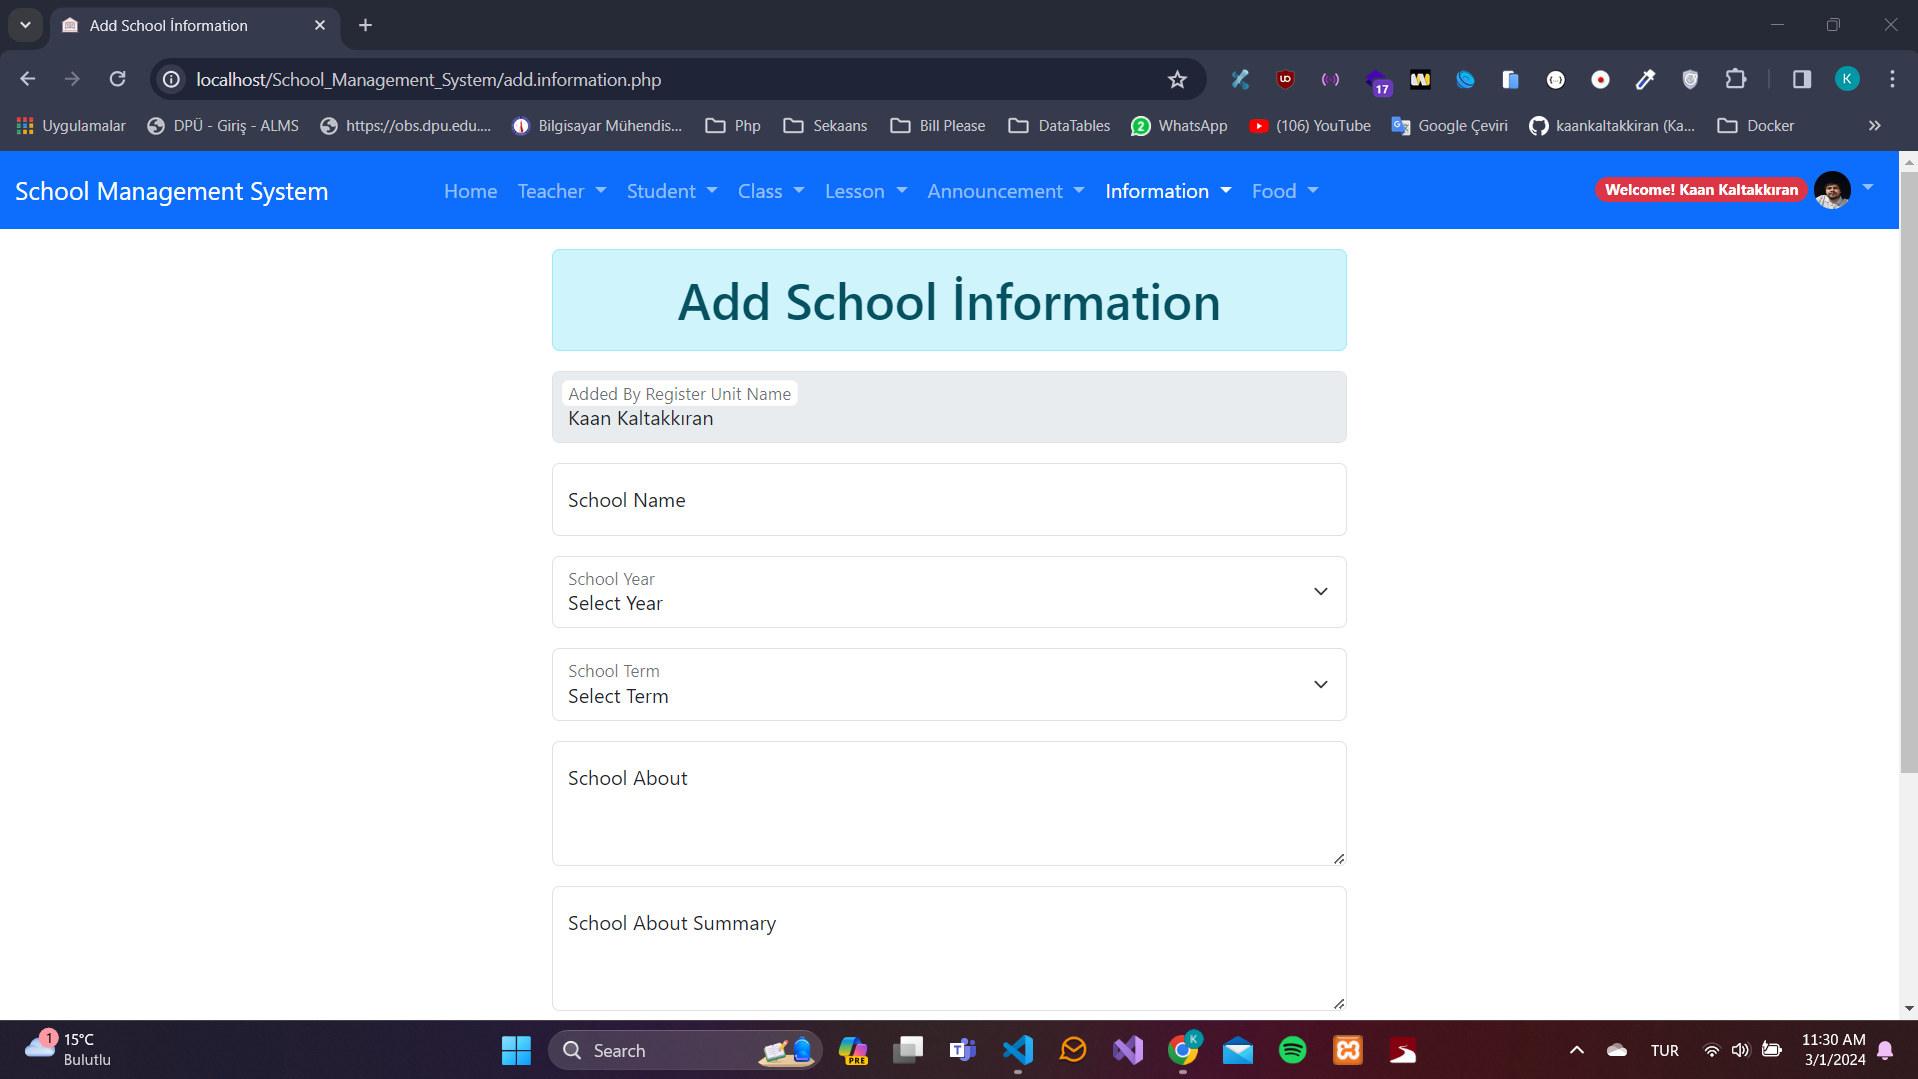 Add School İnformation
localhost/School_Management_System/add.information.php
17
K
Uygulamalar
DPÜ - Giriş - ALMS
https://obs.dpu.edu....
Bilgisayar Mühendis...
Php
Sekaans
Bill Please
DataTables
2
WhatsApp
(106) YouTube
Google Çeviri
kaankaltakkiran (Ka...
Docker
School Management System
Home
Teacher
Student
Class
Lesson
Announcement
Information
Food
Welcome! Kaan Kaltakkıran
Add School İnformation
Added By Register Unit Name
Kaan Kaltakkıran
School Name
School Year
Select Year
School Term
Select Term
School About
School About Summary
1
15°C
Bulutlu
Search
PRE
K
TUR
11:30 AM
3/1/2024